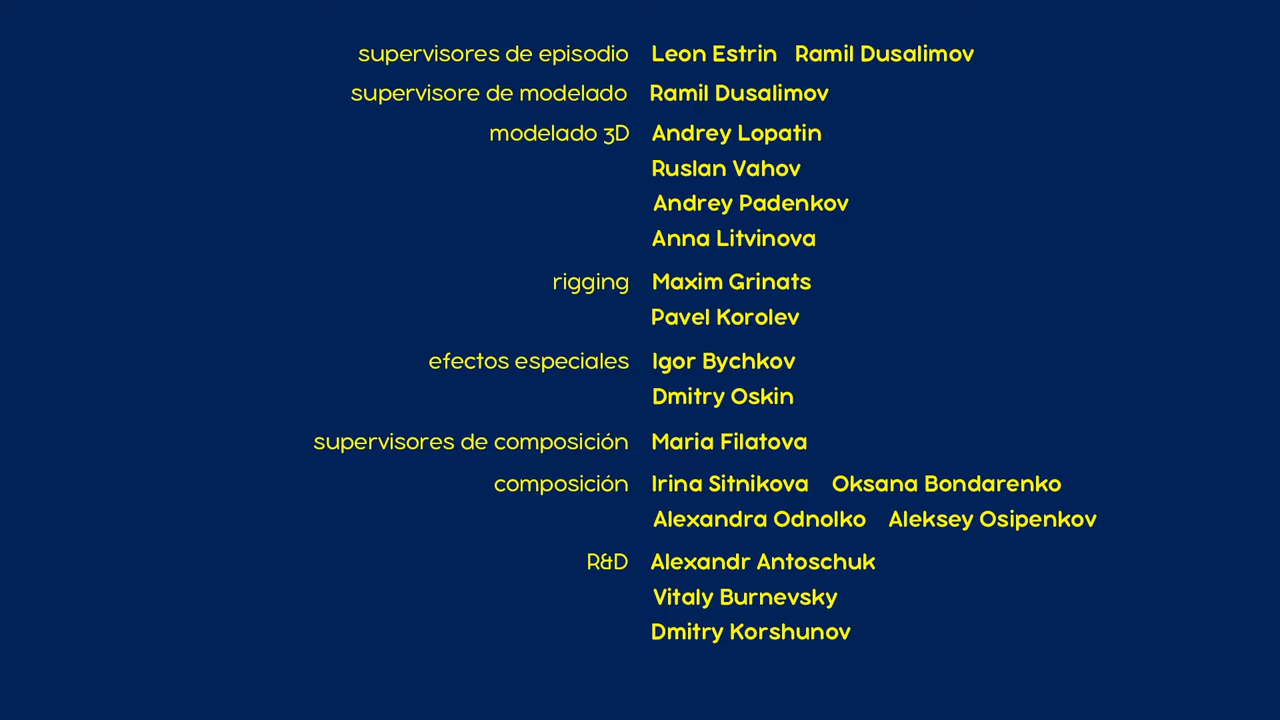 supervisores de episodio Leon Estrin Ramil Dusalimov
supervisore de modelado Ramil Dusalimov
modelado 3D Andrey Lopatin
Ruslan Vahov
Andrey Padenkov
Anna Litvinova
rigging Maxim Grinats
Pavel Korolev
efectos especiales Igor Bychkov
Dmitry Oskin
supervisores de composición Maria Filatova
composición Irina Sitnikova Oksana Bondarenko
Alexandra Odnolko Aleksey Osipenkov
R&D Alexandr Antoschuk
Vitaly Burnevsky
Dmitry Korshunov